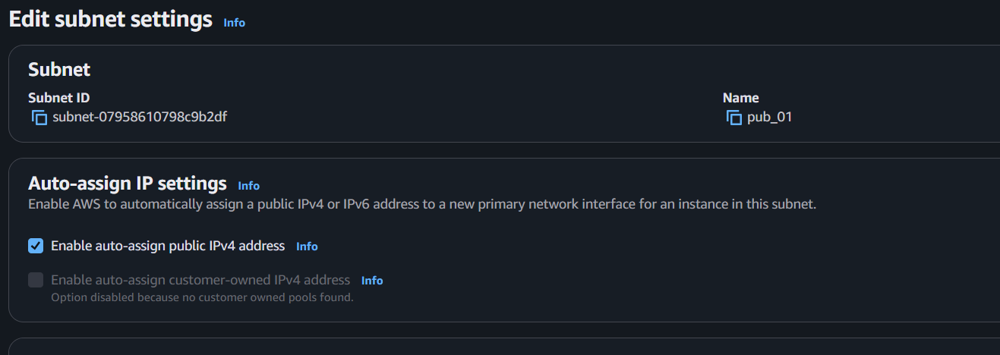 Edit subnet settings Info
Subnet
Subnet ID Name
subnet-07958610798c9b2df pub_01
Auto-assign IP settings Info
Enable AWS to automatically assign a public IPv4 or IPv6 address to a new primary network interface for an instance in this subnet.
Enable auto-assign public IPv4 address Info
Enable auto-assign customer-owned IPv4 address Info
Option disabled because no customer owned pools found.